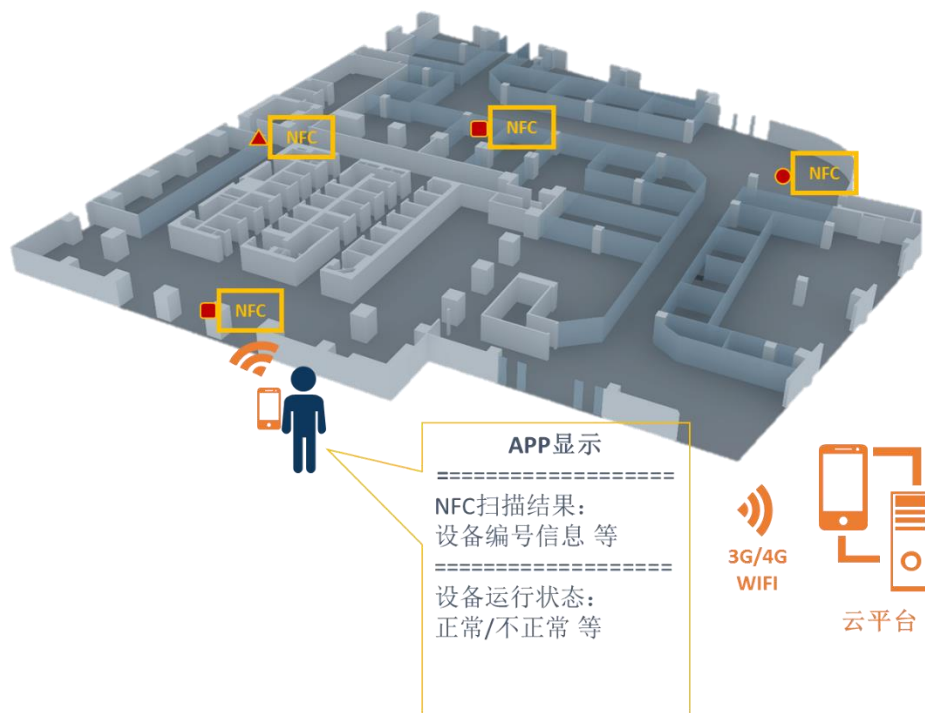 NFC
NFC
NFC
NFC
APP显示
===================
NFC扫描结果：
设备编号信息 等
===================
设备运行状态：
正常/不正常 等
3G/4G
WIFI
云平台